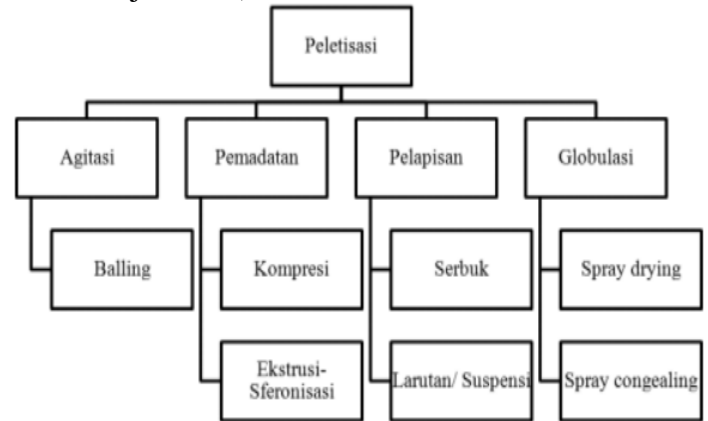 Peletisasi
Agitasi
Pemadatan
Pelapisan
Globulasi
Balling
Kompresi
Serbuk
Spray drying
Ekstrusi-
Sferonisasi
Larutan/ Suspensi
Spray congealing